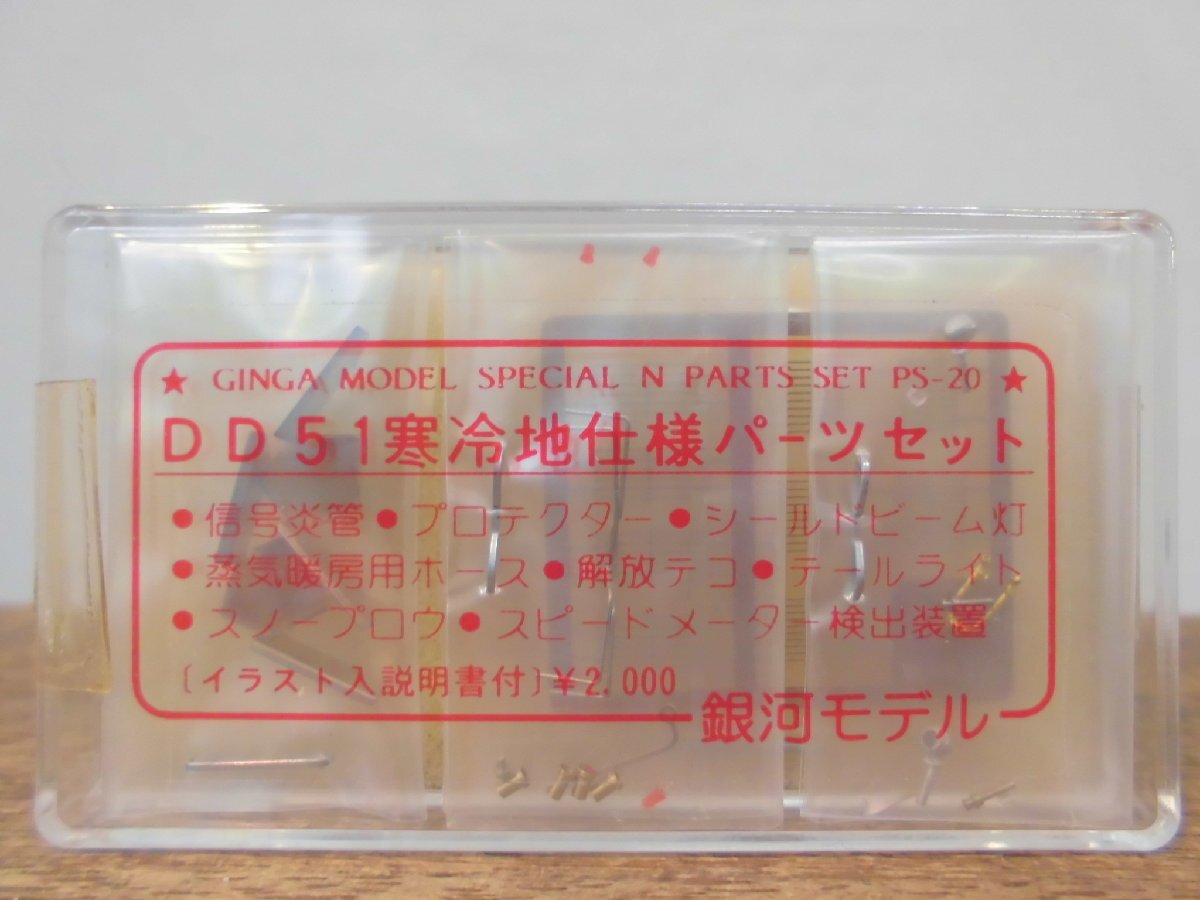 ★ GINGA MODEL SPECIAL N PARTS SET PS-20 ★
DD51寒冷地仕様パーツセット
●信号炎管●プロテクター●シールドビーム灯
●蒸気暖房用ホース●解放テコ●テールライト
●スノープロウ●スピードメーター検出装置
〔イラスト入説明書付〕¥2.000
銀河モデル